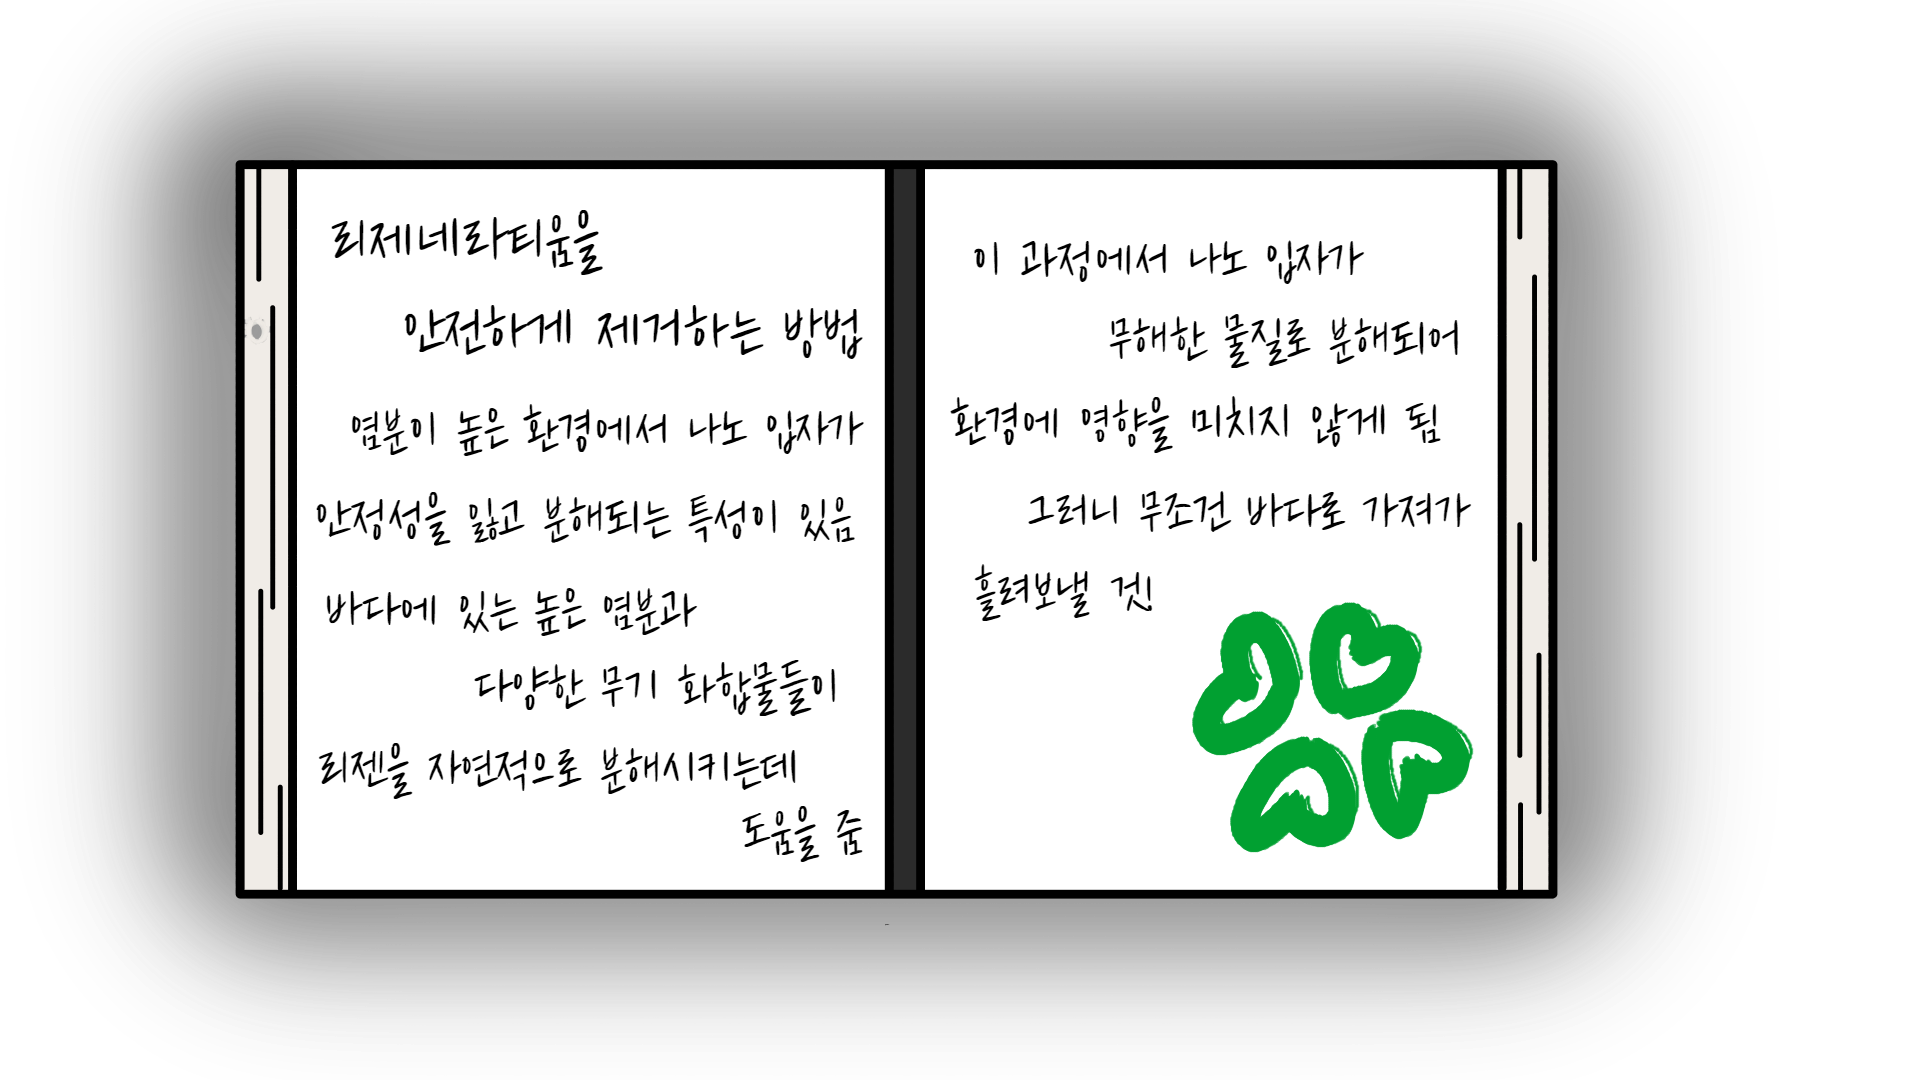 리제네라티움을
안전하게 제거하는 방법
염분이 높은 환경에서 나노 입자가
안정성을 잃고 분해되는 특성이 있음
바다에 있는 높은 염분과
다양한 무기 화합물들이
리젠을 자연적으로 분해시키는데
도움을 줌
이 과정에서 나노 입자가
무해한 물질로 분해되어
환경에 영향을 미치지 않게 됨
그러니 무조건 바다로 가져가
흘려보낼 것!